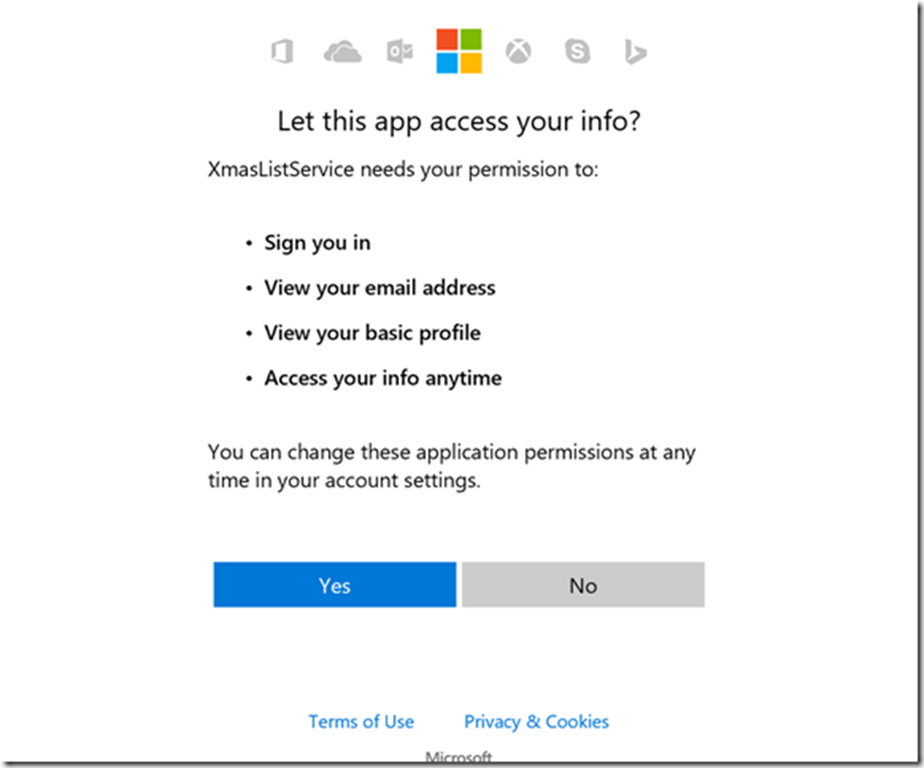 Let this app access your info?
XmasListService needs your permission to:
• Sign you in
• View your email address
• View your basic profile
• Access your info anytime
You can change these application permissions at any
time in your account settings.
Yes No
Terms of Use Privacy & Cookies
Microsoft